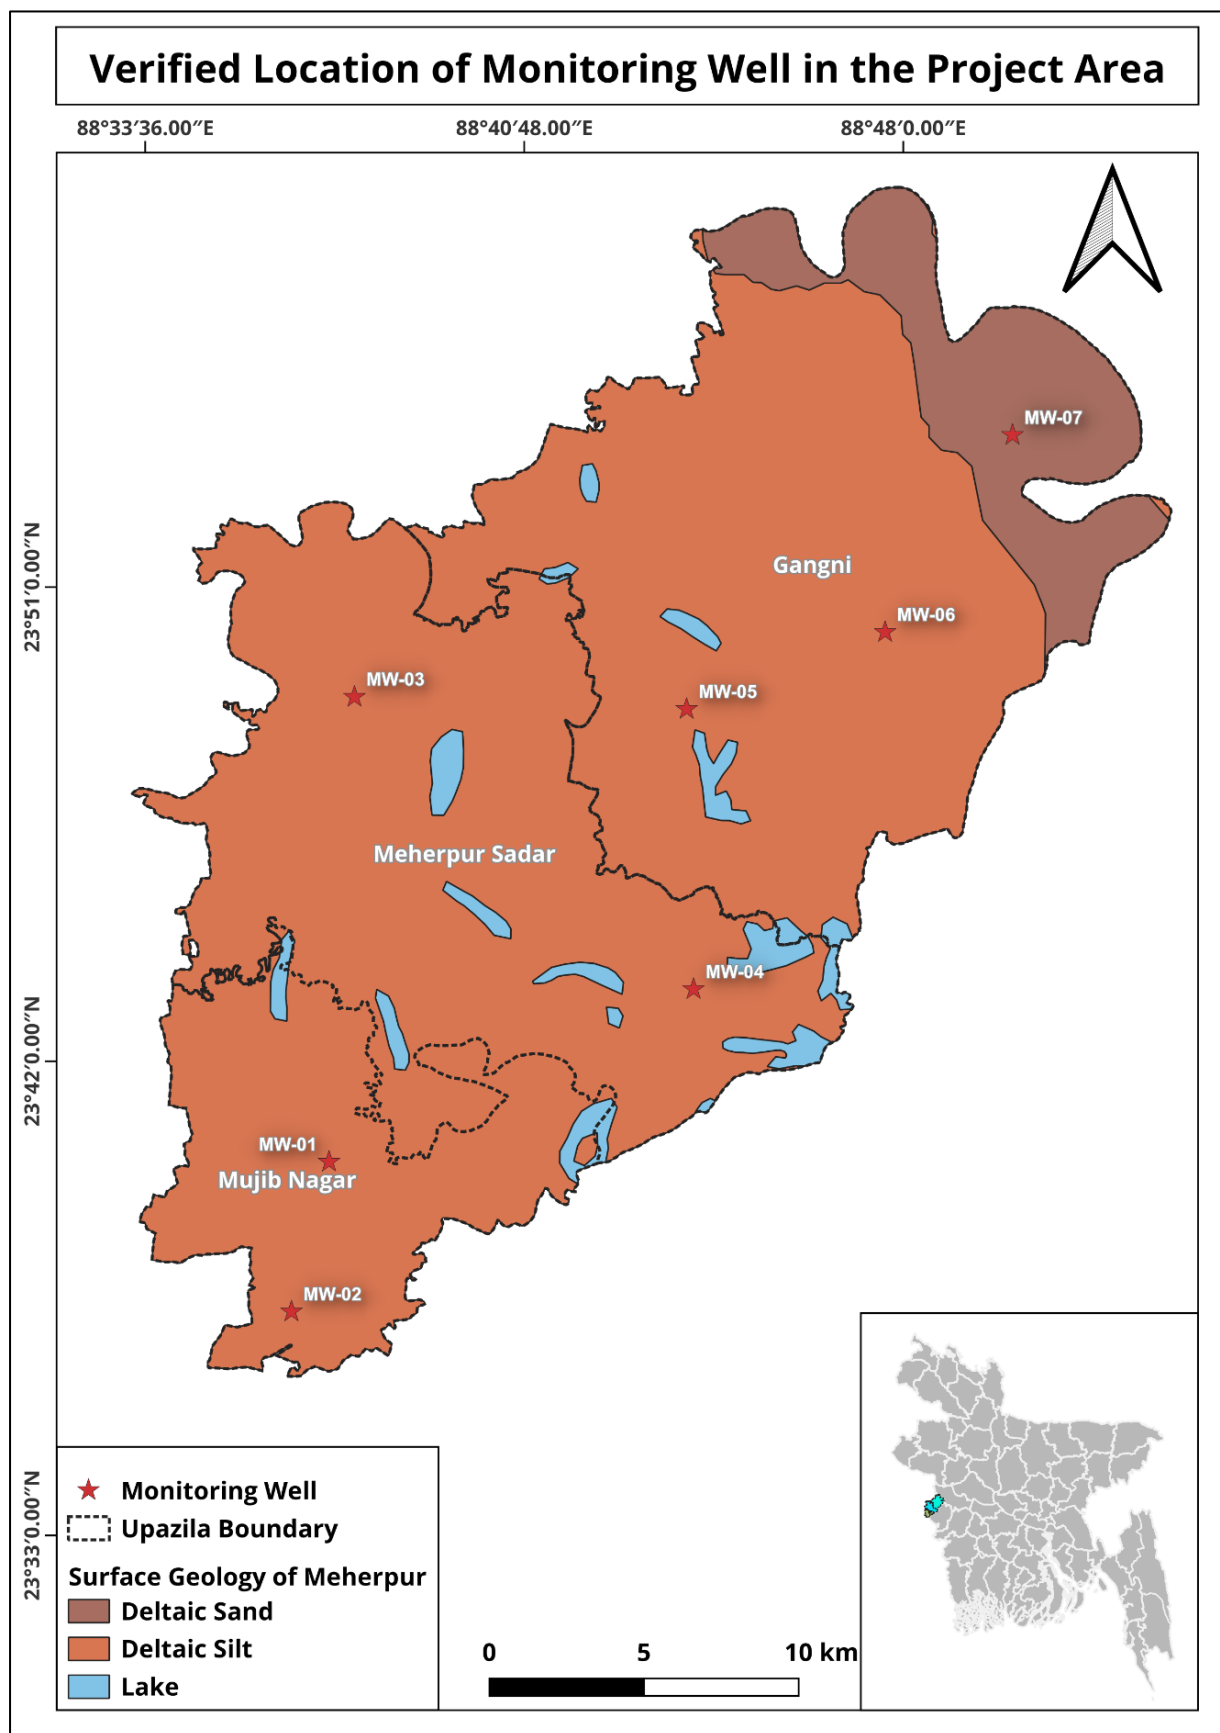 Verified Location of Monitoring Well in the Project Area
88°33′36.00″E
88°40′48.00″E
88°48′0.00″E
MW-07
23°51′0.00″N
Gangni
MW-06
MW-03
MW-05
Meherpur Sadar
MW-04
23°42′0.00″N
MW-01
Mujib Nagar
MW-02
23°33′0.00″N
Monitoring Well
Upazila Boundary
Surface Geology of Meherpur
Deltaic Sand
Deltaic Silt
Lake
0 5 10 km